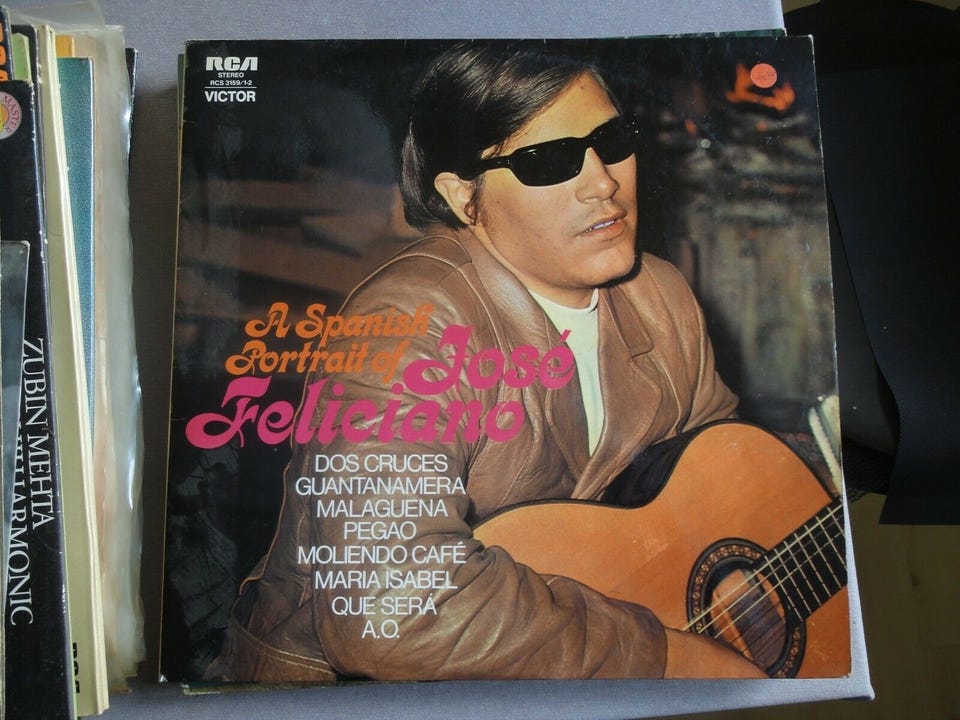 RCA
STEREO
RCS 3159/1-2
VICTOR
A Spanish
Portrait of José
Feliciano
DOS CRUCES
GUANTANAMERA
MALAGUENA
PEGAO
MOLIENDO CAFÉ
MARIA ISABEL
QUE SERÁ
A.O.
ZUBIN MEHTA
MASTER